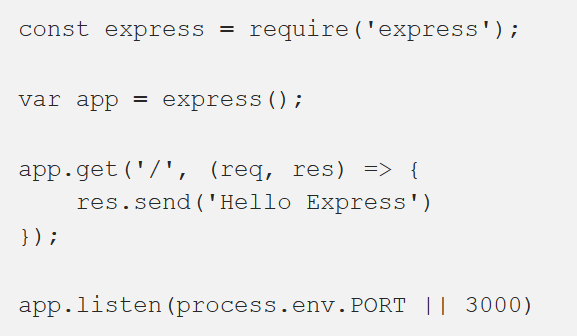 const express = require('express');
var app = express();
app.get('/', (req, res) => {
    res.send('Hello Express')
});
app.listen(process.env.PORT || 3000)